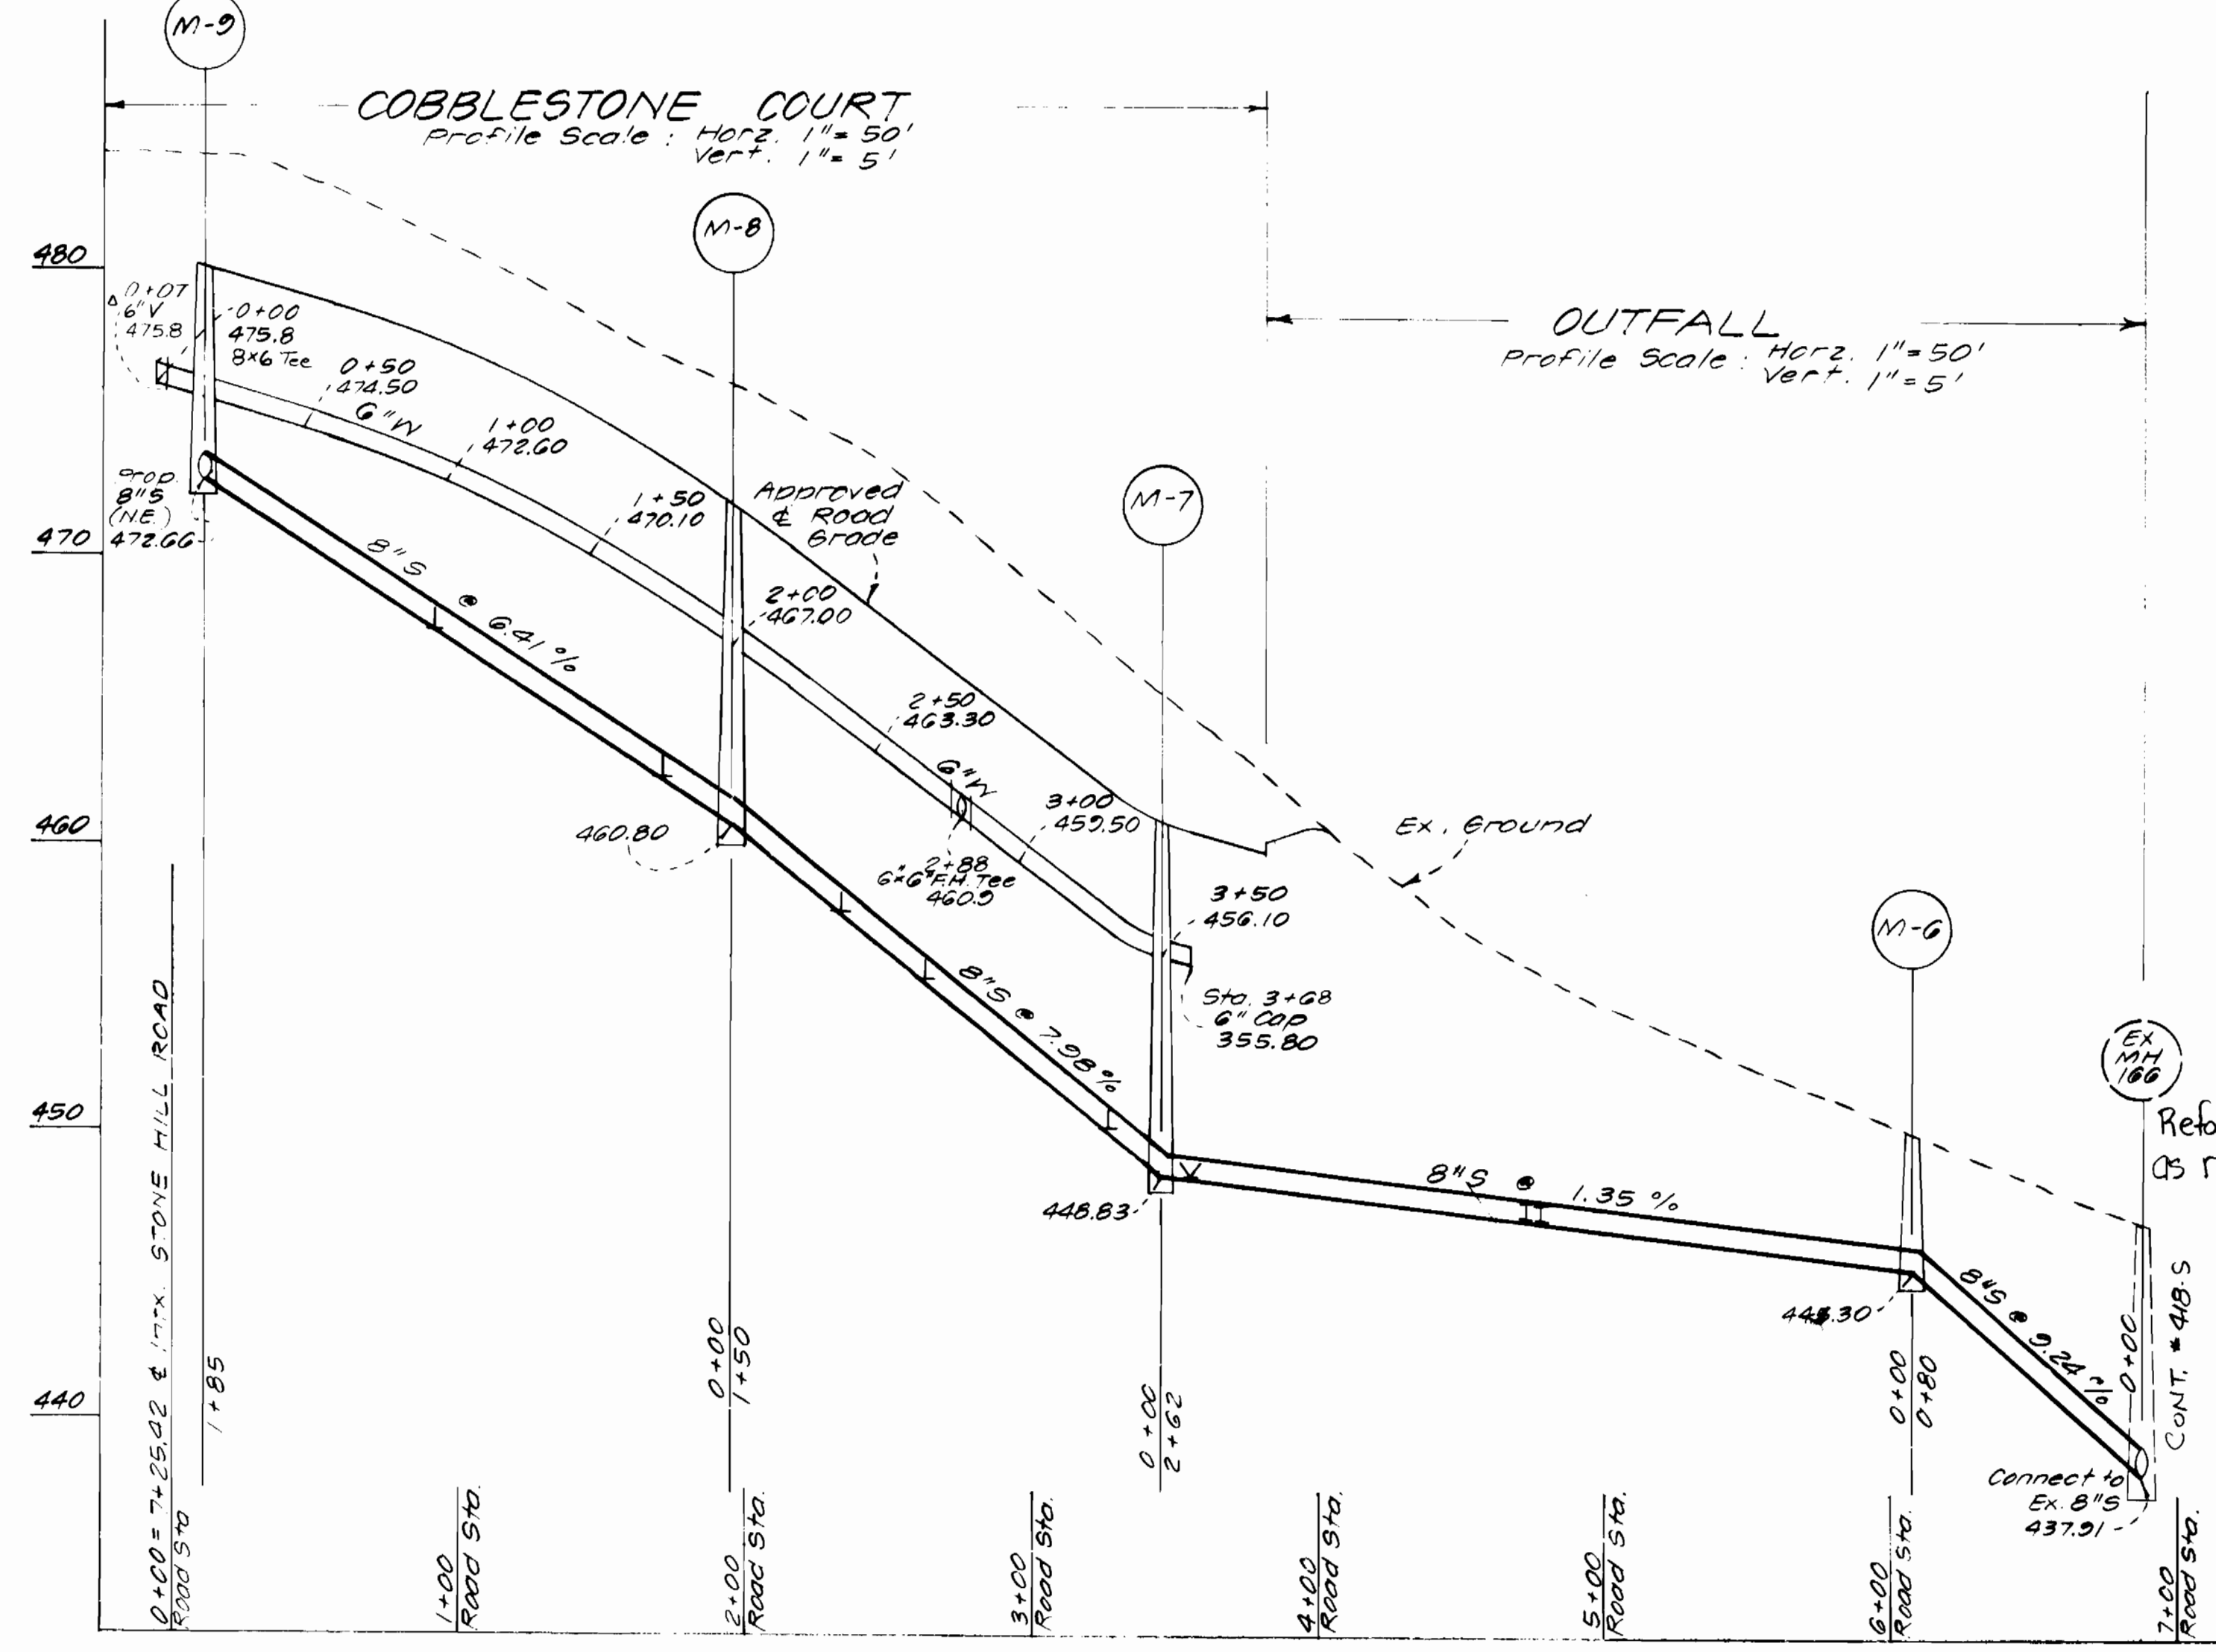 M-9
COBBLESTONE COURT
Profile Scale : Horz. 1"= 50'
Vert. 1"= 5'
M-8
480
OUTFALL
Profile Scale : Horz. 1"=50'
Vert. 1"=5'
0+07
6"V
475.8
0+00
475.8
8x6 Tee
0+50
474.50
6"W
1+00
472.60
Prop.
8"S
(N.E.)
472.66
470
1+50
470.10
Approved
℄ Road
Grade
M-7
8"S @ 6.41%
2+00
467.00
2+50
463.30
6"W
3+00
459.50
460
460.80
2+88
6"x6" F.H. Tee
460.9
Ex. Ground
3+50
456.10
M-6
8"S @ 7.98%
Sta. 3+68
6" Cap
355.80
EX
MH
166
450
Refo
as r
448.83
8"S @ 1.35 %
8"S @ 9.24 %
CONT. #418-S
440
0+00 = 7+25.42 ℄ Intx. STONE HILL ROAD
Road Sta
1+85
0+00
1+50
0+00
2+62
0+00
0+80
0+00
Connect to
Ex. 8"S
437.91
1+00
Road Sta.
2+00
Road Sta.
3+00
Road Sta.
4+00
Road Sta.
5+00
Road Sta.
6+00
Road Sta.
7+00
Road Sta.